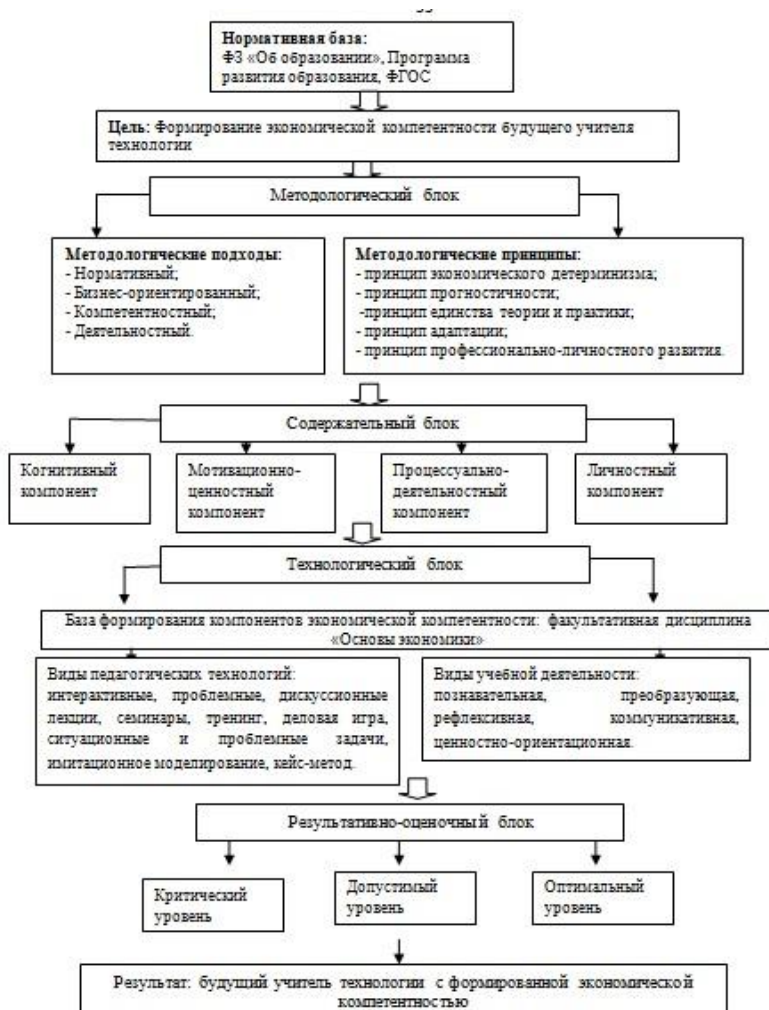 Нормативная база:
ФЗ «Об образовании», Программа
развития образования, ФГОС
Цель: Формирование экономической компетентности будущего учителя
технологии
Методологический блок
Методологические подходы:
- Нормативный;
- Бизнес-ориентированный;
- Компетентностный;
- Деятельностный.
Методологические принципы:
- принцип экономического детерминизма;
- принцип прогностичности;
-принцип единства теории и практики;
- принцип адаптации;
- принцип профессионально-личностного развития.
Содержательный блок
Когнитивный
компонент
Мотивационно-
ценностный
компонент
Процессуально-
деятельностный
компонент
Личностный
компонент
Технологический блок
База формирования компонентов экономической компетентности: факультативная дисциплина
«Основы экономики»
Виды педагогических технологий:
интерактивные, проблемные, дискуссионные
лекции, семинары, тренинг, деловая игра,
ситуационные и проблемные задачи,
имитационное моделирование, кейс-метод.
Виды учебной деятельности:
познавательная, преобразующая,
рефлексивная, коммуникативная,
ценностно-ориентационная.
Результативно-оценочный блок
Критический
уровень
Допустимый
уровень
Оптимальный
уровень
Результат: будущий учитель технологии с формированной экономической
компетентностью